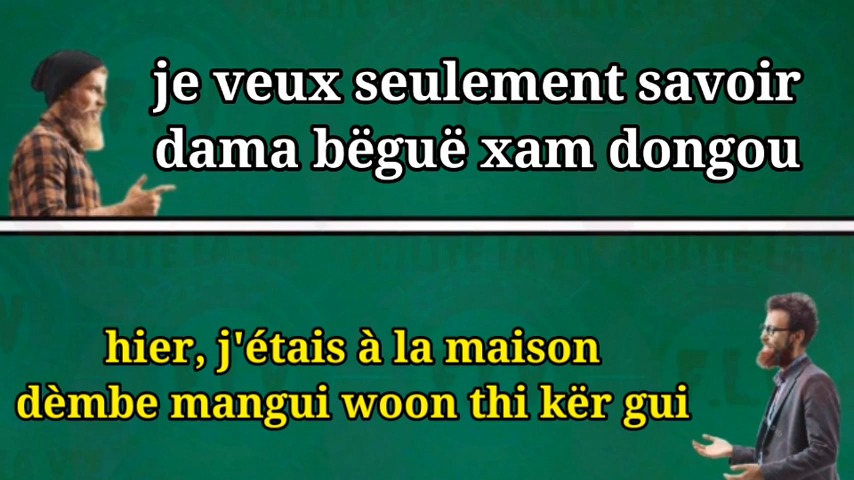 je veux seulement savoir
dama bëguë xam dongou
hier, j'étais à la maison
dèmbe mangui woon thi kër gui